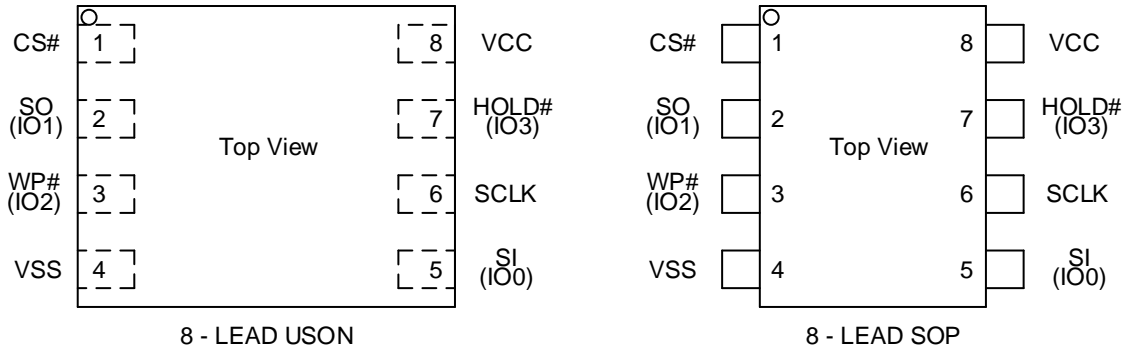 CS# 1 8 VCC
SO 2 7 HOLD#
(IO1) (IO3)
Top View
WP# 3 6 SCLK
(IO2)
VSS 4 5 SI
(IO0)
8 - LEAD USON
CS# 1 8 VCC
SO 2 7 HOLD#
(IO1) (IO3)
Top View
WP# 3 6 SCLK
(IO2)
VSS 4 5 SI
(IO0)
8 - LEAD SOP